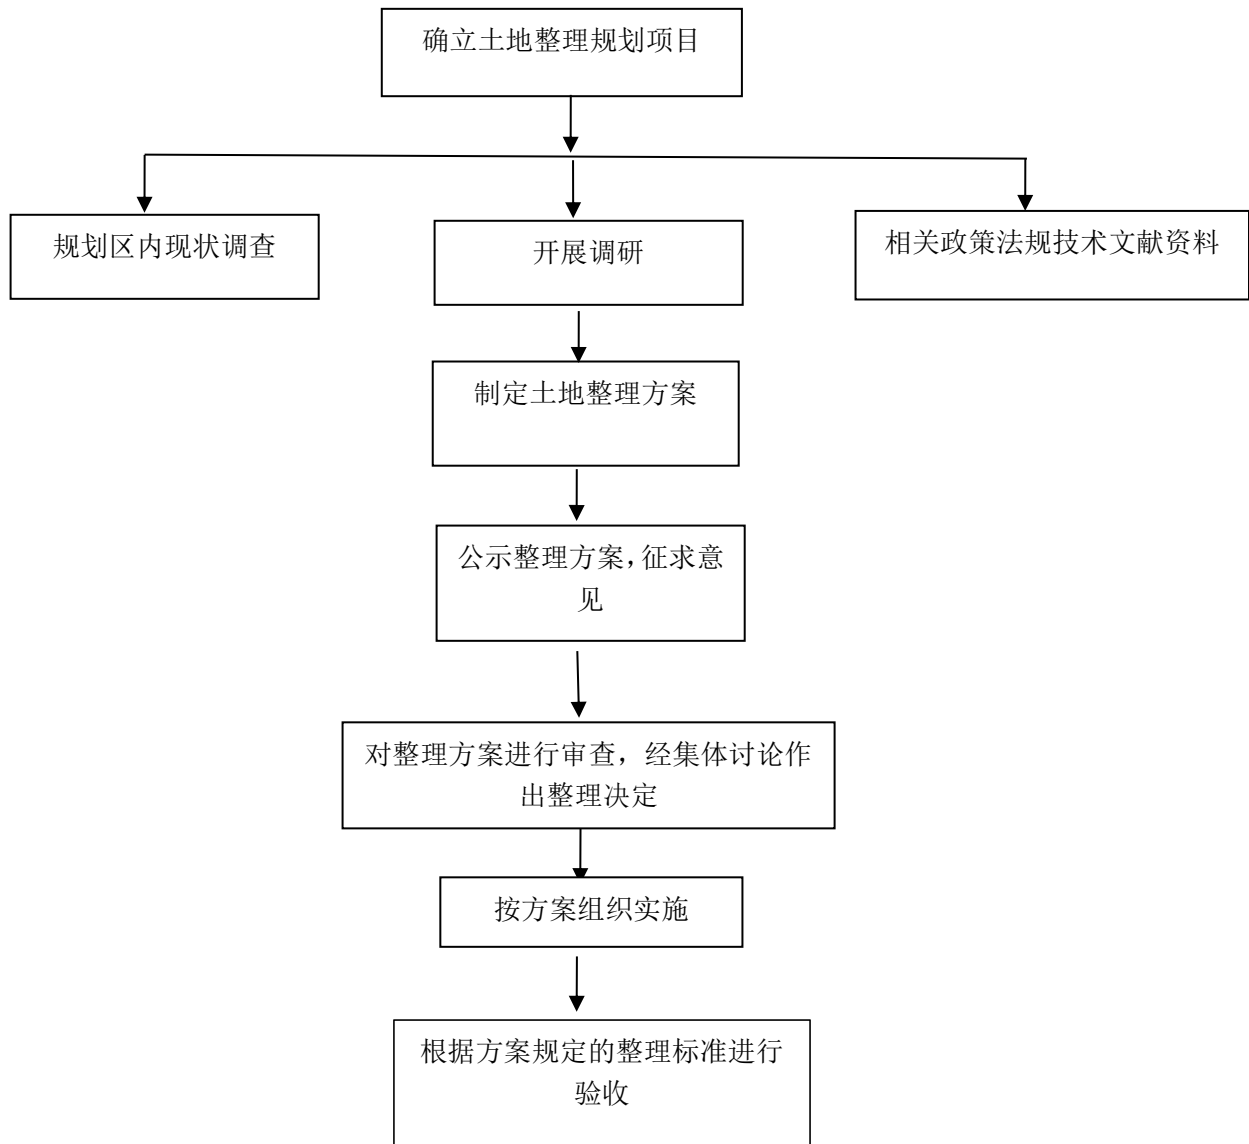 确立土地整理规划项目
规划区内现状调查
开展调研
相关政策法规技术文献资料
制定土地整理方案
公示整理方案，征求意
见
对整理方案进行审查，经集体讨论作
出整理决定
按方案组织实施
根据方案规定的整理标准进行
验收